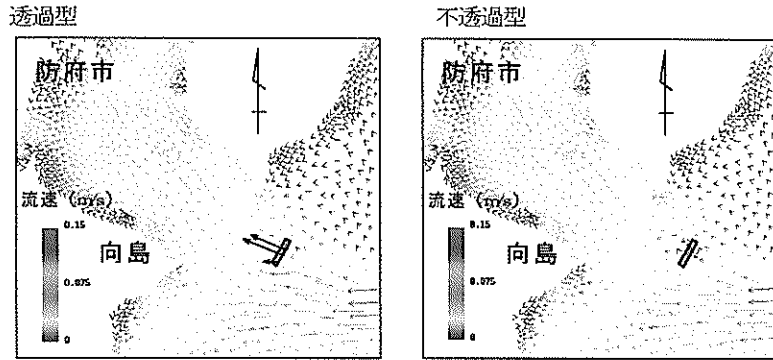 透過型
不透過型
防府市
流速 (m/s)
0.15
0.075
0
向島
防府市
流速 (m/s)
0.15
0.075
0
向島